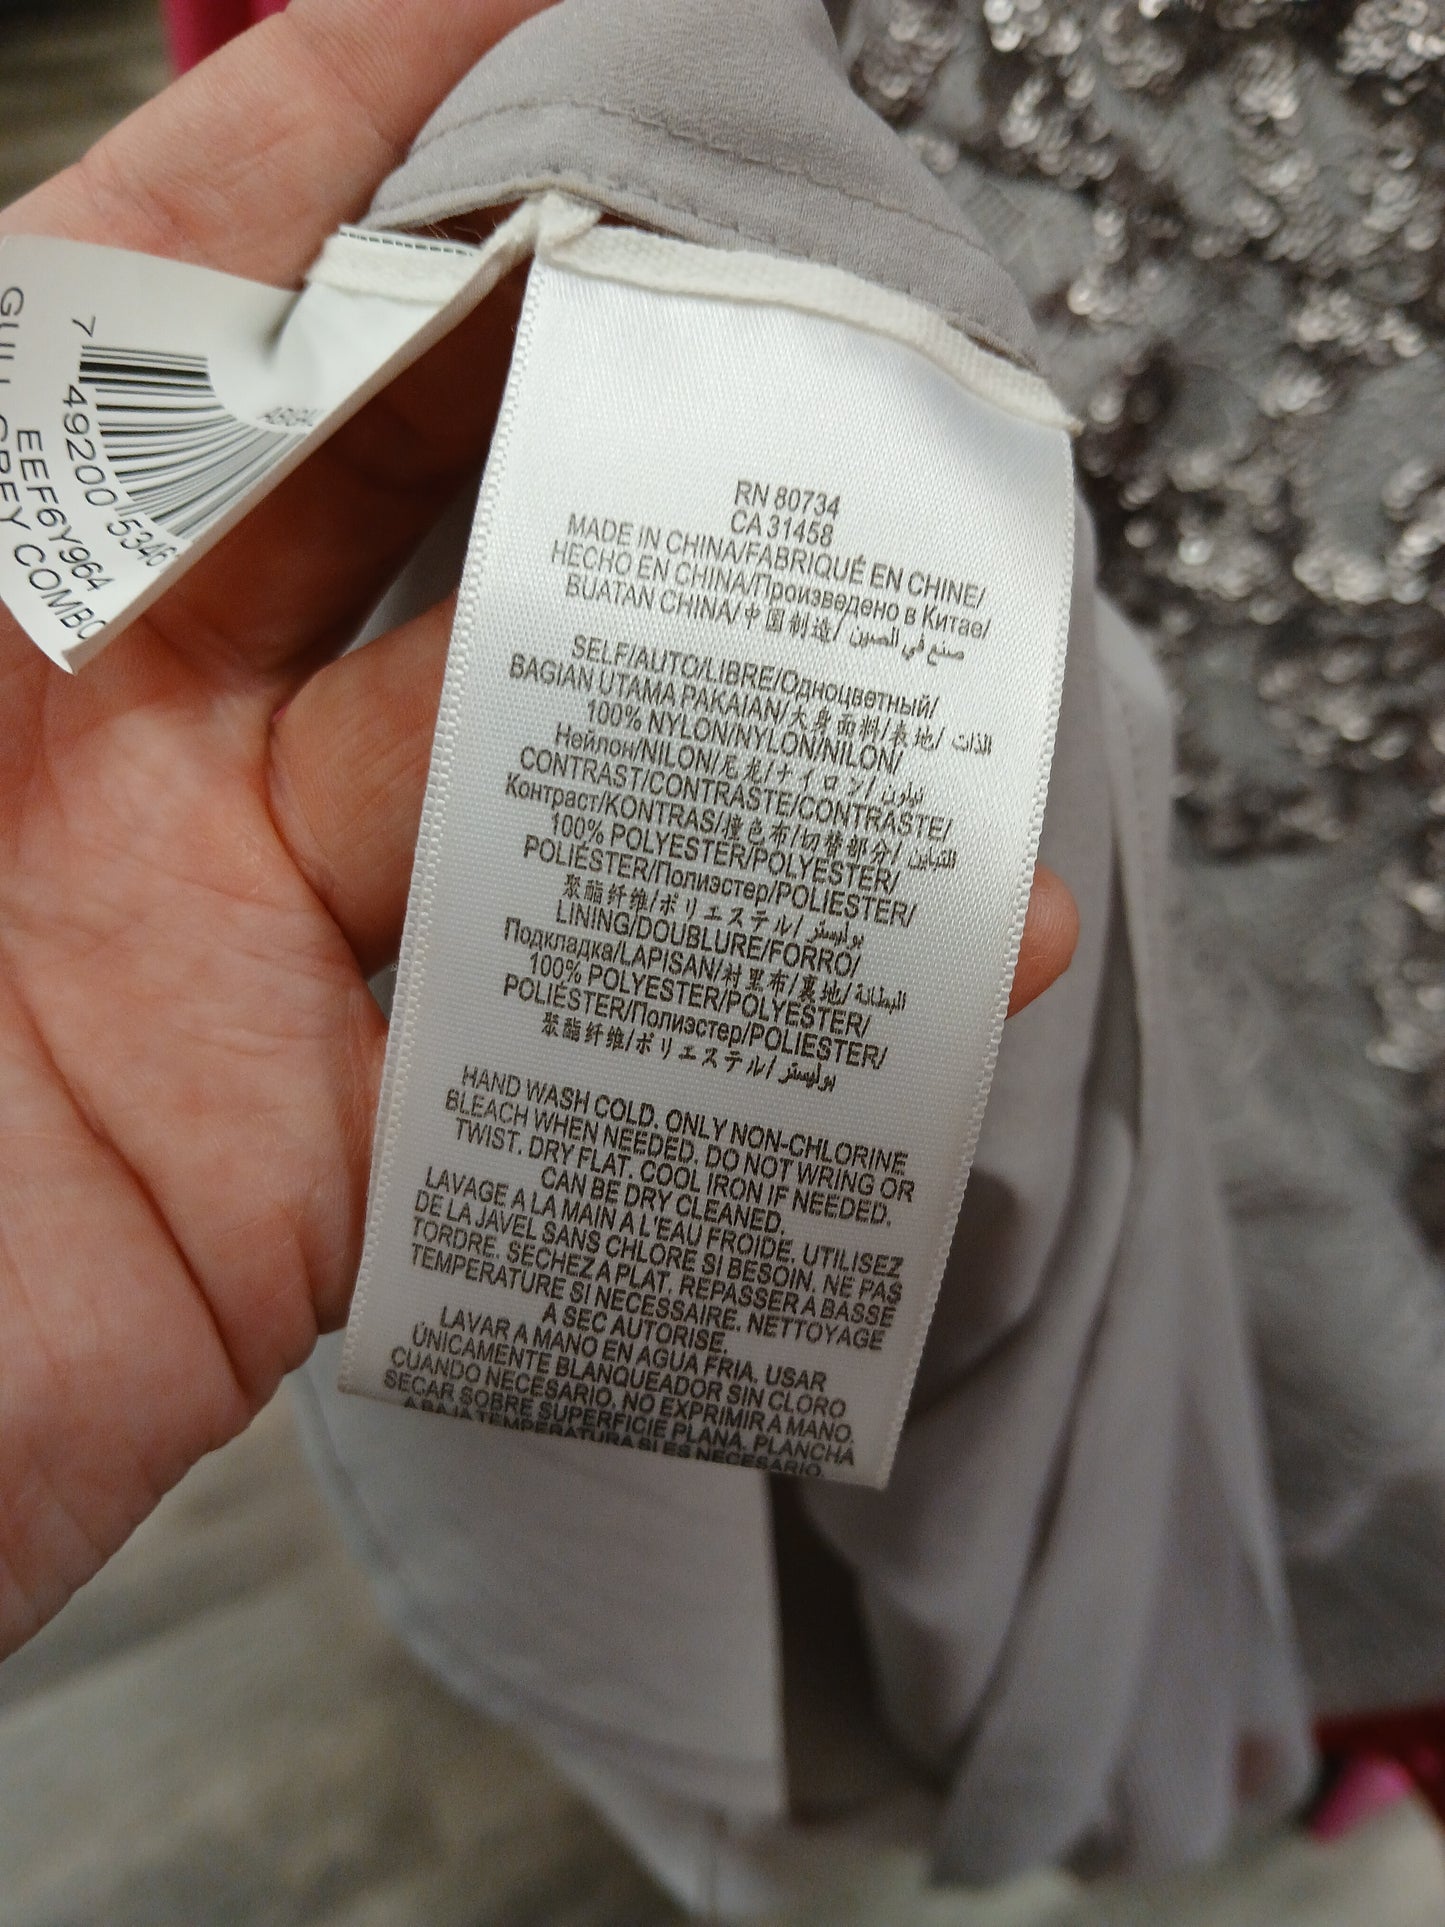 7 49200 5346
EEF6Y964
GULL GREY COMBO
RN 80734
CA 31458
MADE IN CHINA/FABRIQUÉ EN CHINE/
HECHO EN CHINA/Произведено в Китае/
BUATAN CHINA/中国制造/ صنع في الصين
SELF/AUTO/LIBRE/Одноцветный/
BAGIAN UTAMA PAKAIAN/大身面料/表地/ الذات
100% NYLON/NYLON/NILON/
Нейлон/NILON/尼龙/ナイロン/ نيلون
CONTRAST/CONTRASTE/CONTRASTE/
Контраст/KONTRAS/撞色布/切替部分/ التباين
100% POLYESTER/POLYESTER/
POLIÉSTER/Полиэстер/POLIESTER/
聚酯纤维/ポリエステル/ بوليستر
LINING/DOUBLURE/FORRO/
Подкладка/LAPISAN/衬里布/裏地/ البطانة
100% POLYESTER/POLYESTER/
POLIÉSTER/Полиэстер/POLIESTER/
聚酯纤维/ポリエステル/ بوليستر
HAND WASH COLD. ONLY NON-CHLORINE
BLEACH WHEN NEEDED. DO NOT WRING OR
TWIST. DRY FLAT. COOL IRON IF NEEDED.
CAN BE DRY CLEANED.
LAVAGE A LA MAIN A L'EAU FROIDE. UTILISEZ
DE LA JAVEL SANS CHLORE SI BESOIN. NE PAS
TORDRE. SECHEZ A PLAT. REPASSER A BASSE
TEMPERATURE SI NECESSAIRE. NETTOYAGE
A SEC AUTORISE.
LAVAR A MANO EN AGUA FRIA. USAR
ÚNICAMENTE BLANQUEADOR SIN CLORO
CUANDO NECESARIO. NO EXPRIMIR A MANO.
SECAR SOBRE SUPERFICIE PLANA. PLANCHA
A BAJA TEMPERATURA SI ES NECESARIO.